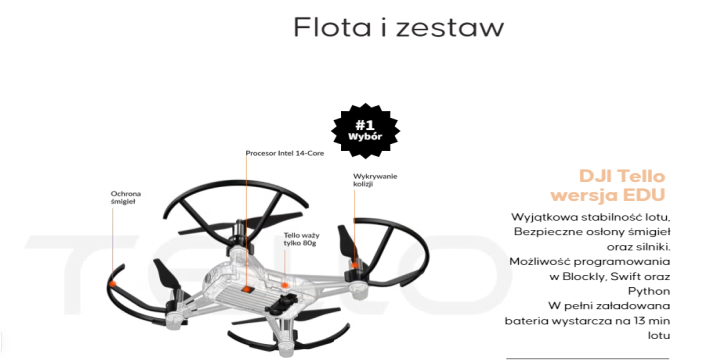 Flota i zestaw
#1
Wybór
Procesor Intel 14-Core
Wykrywanie
kolizji
Ochrona
śmigieł
Tello waży
tylko 80g
Tello
DJI Tello
wersja EDU
Wyjątkowa stabilność lotu,
Bezpieczne osłony śmigieł
oraz silniki.
Możliwość programowania
w Blockly, Swift oraz
Python
W pełni załadowana
bateria wystarcza na 13 min
lotu